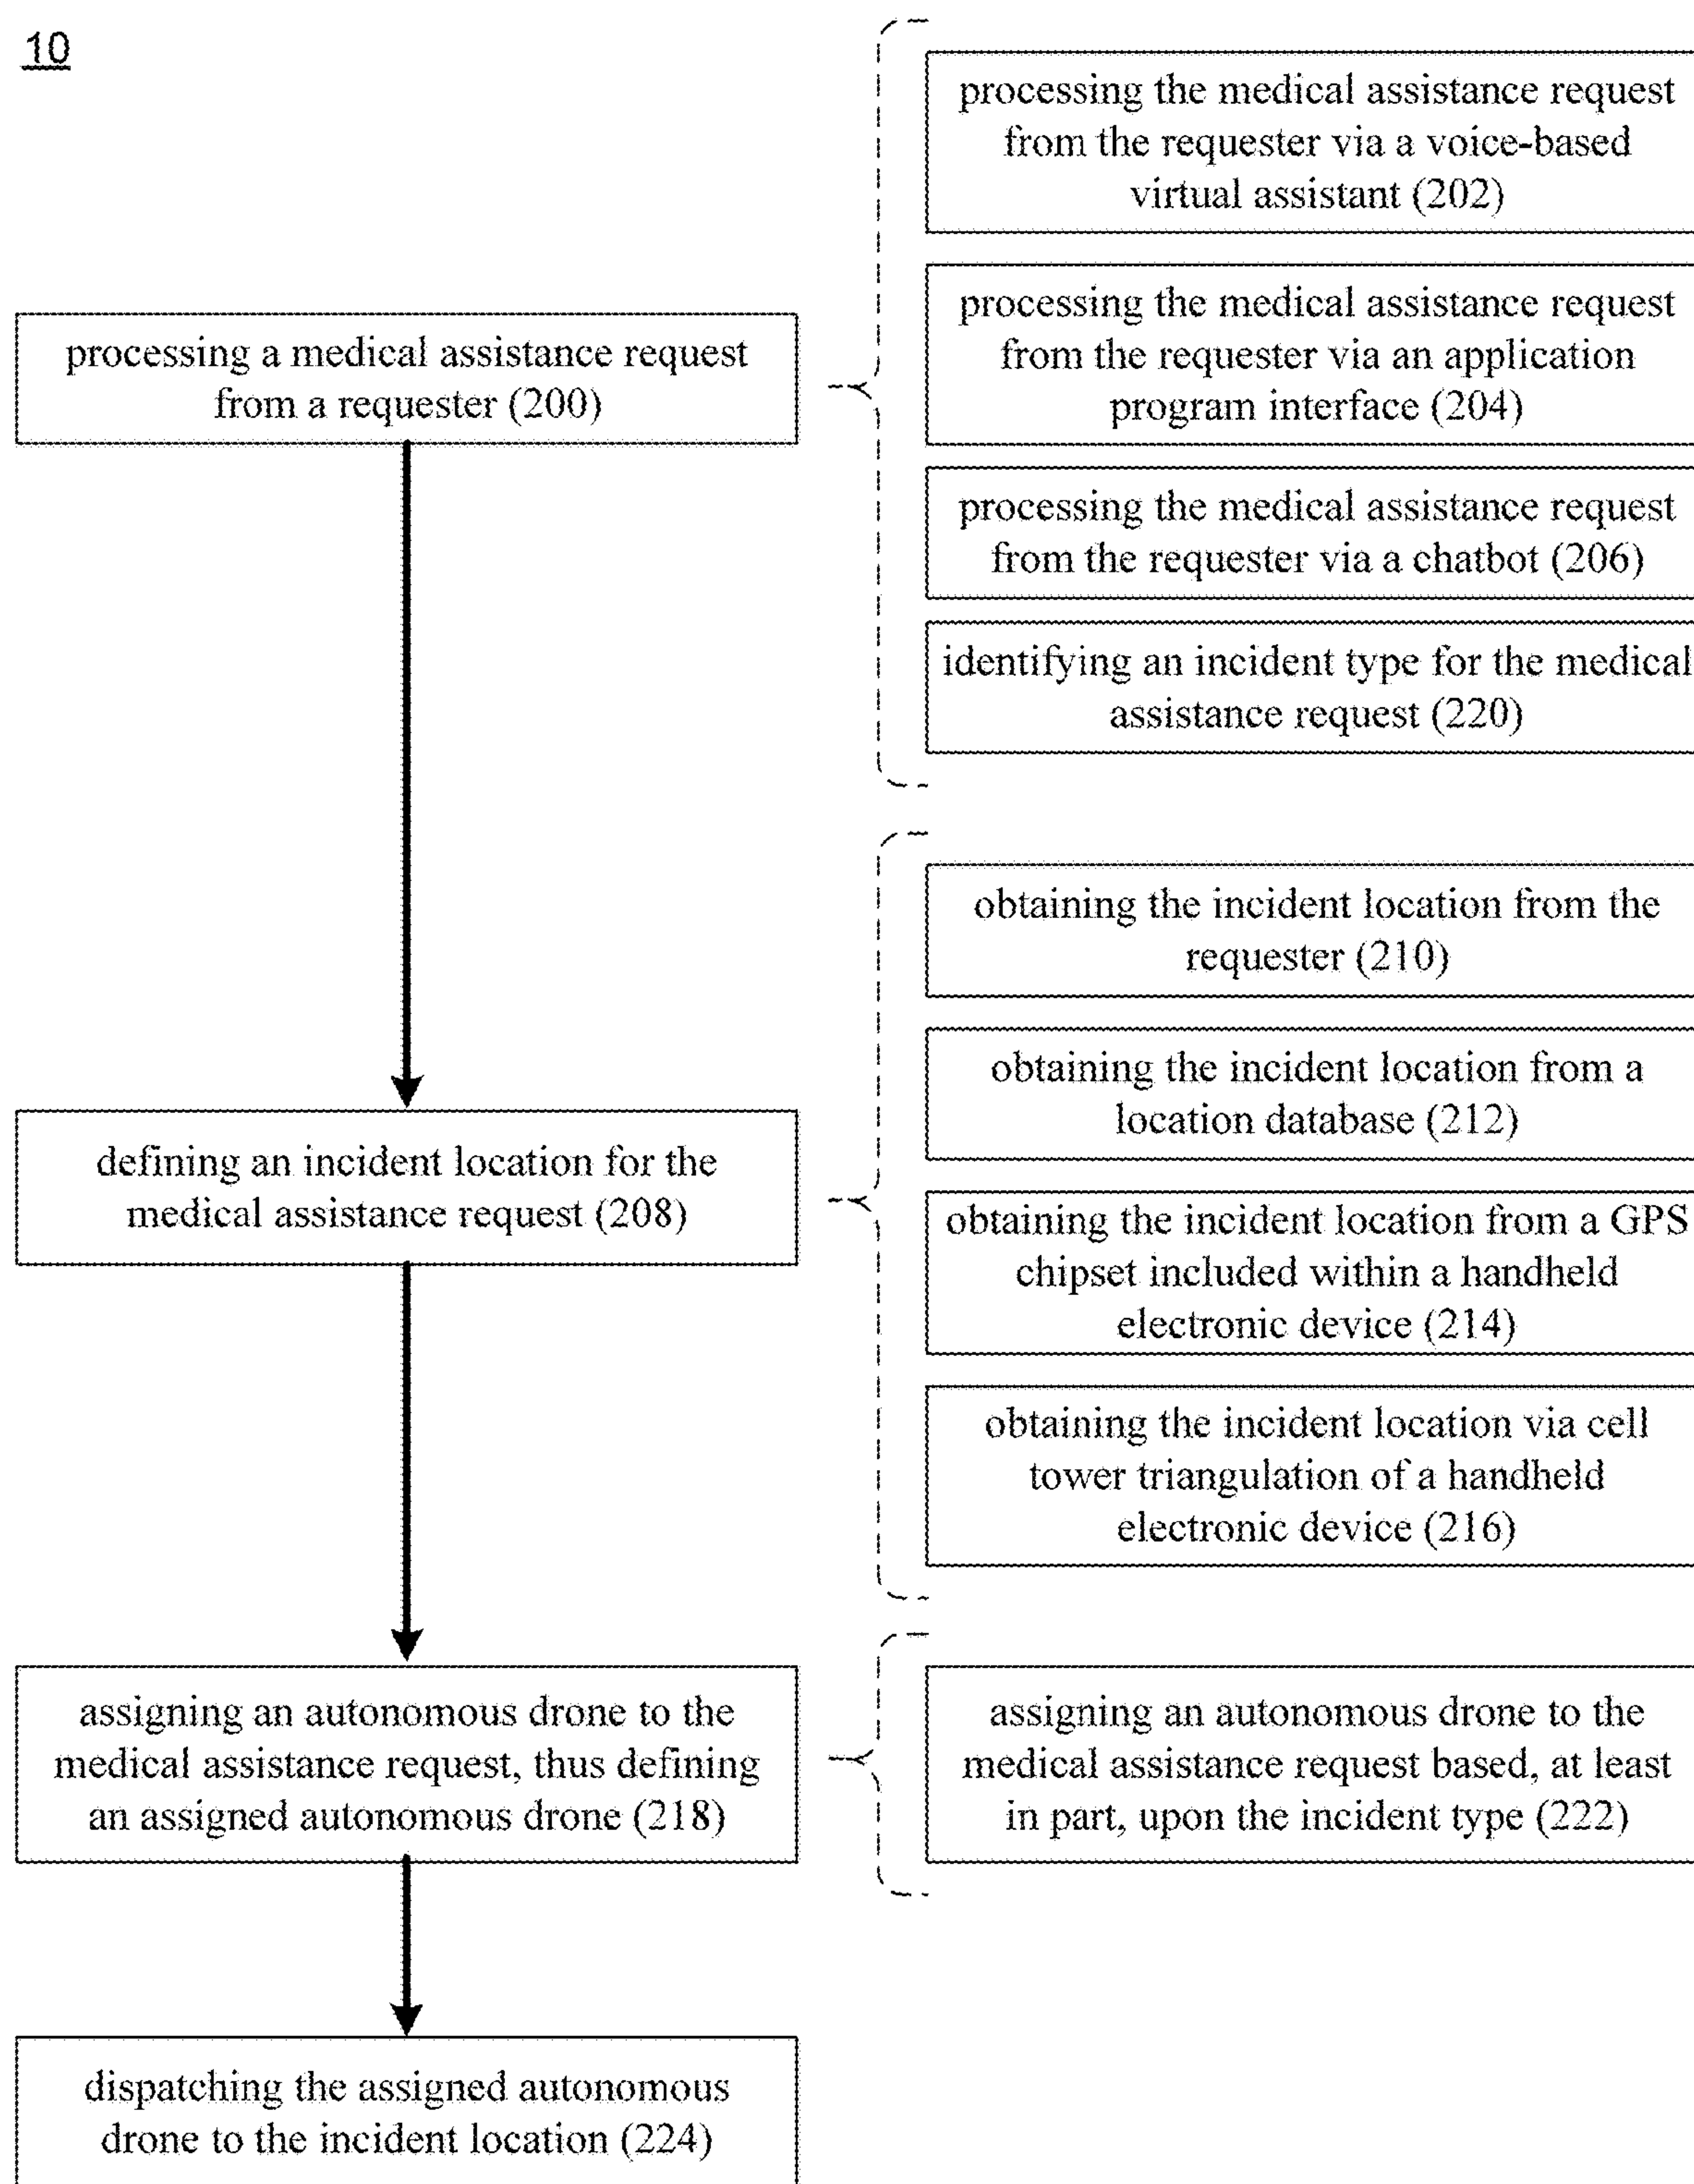 10
processing a medical assistance request
from a requester (200)
processing the medical assistance request
from the requester via a voice-based
virtual assistant (202)
processing the medical assistance request
from the requester via an application
program interface (204)
processing the medical assistance request
from the requester via a chatbot (206)
identifying an incident type for the medical
assistance request (220)
defining an incident location for the
medical assistance request (208)
obtaining the incident location from the
requester (210)
obtaining the incident location from a
location database (212)
obtaining the incident location from a GPS
chipset included within a handheld
electronic device (214)
obtaining the incident location via cell
tower triangulation of a handheld
electronic device (216)
assigning an autonomous drone to the
medical assistance request, thus defining
an assigned autonomous drone (218)
assigning an autonomous drone to the
medical assistance request based, at least
in part, upon the incident type (222)
dispatching the assigned autonomous
drone to the incident location (224)